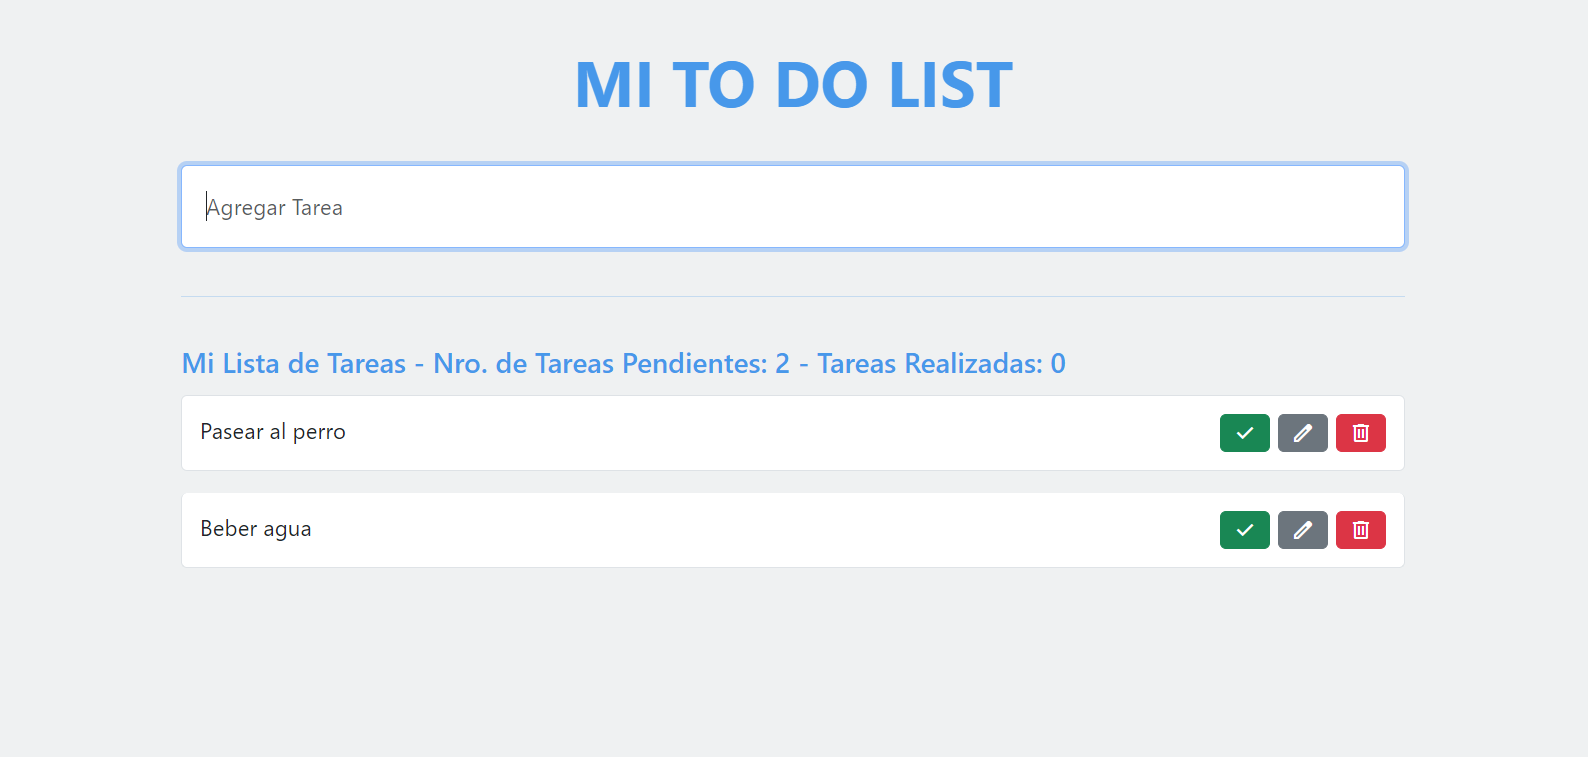 MI TO DO LIST
Agregar Tarea
Mi Lista de Tareas - Nro. de Tareas Pendientes: 2 - Tareas Realizadas: 0
Pasear al perro
Beber agua